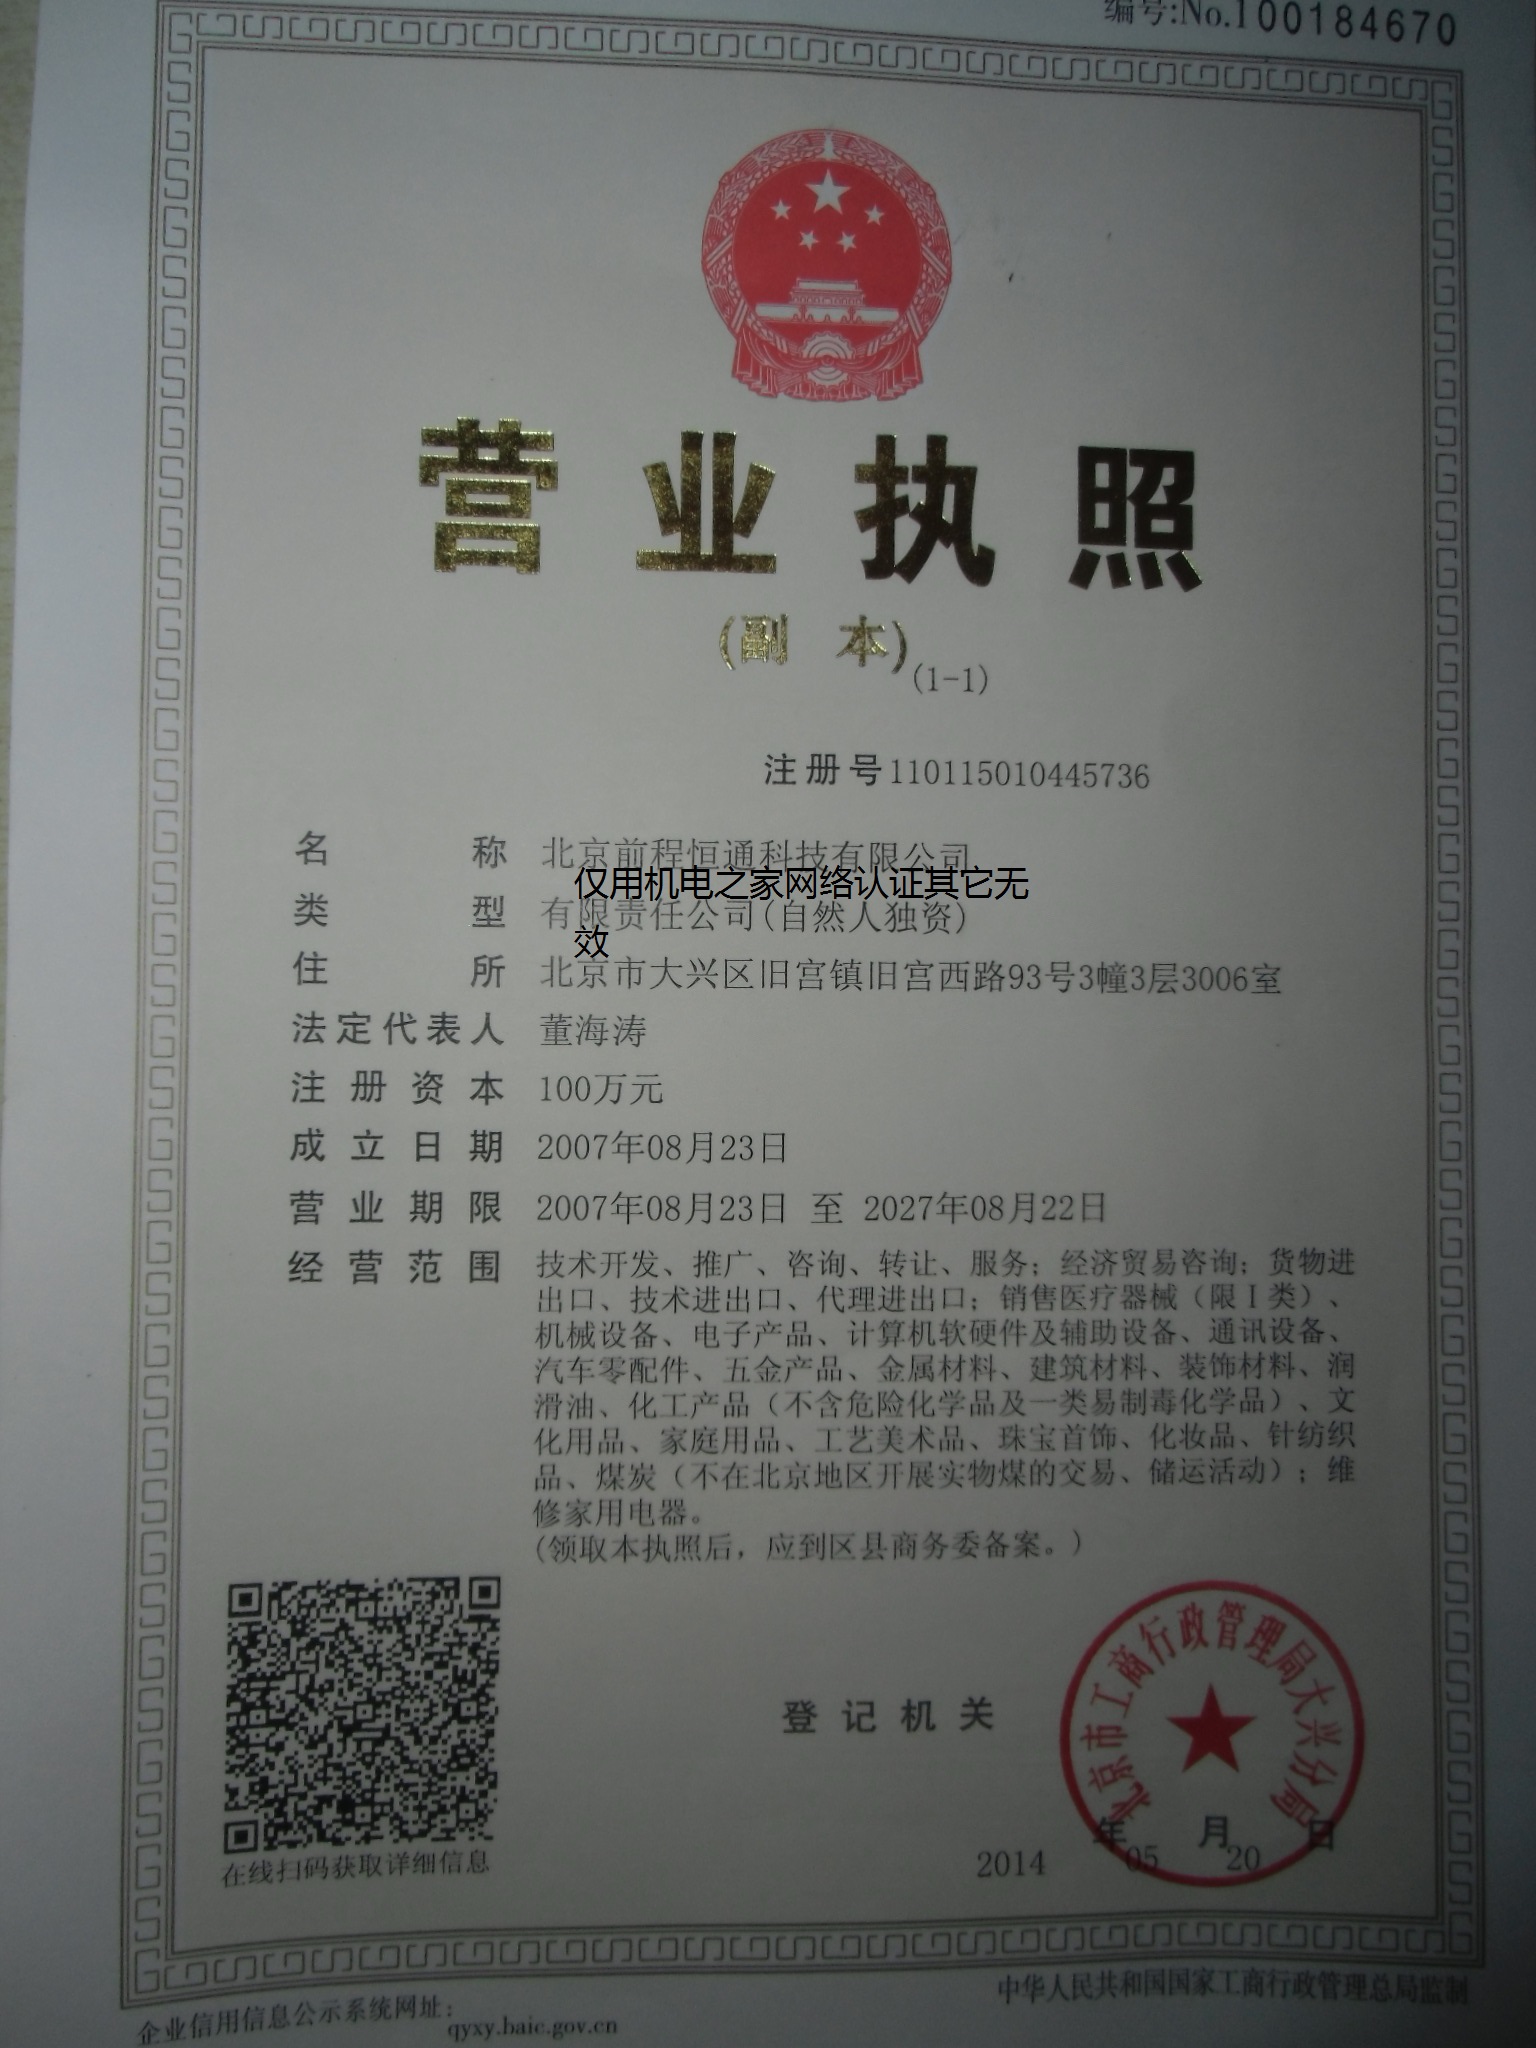 编号:No.100184670
营业执照
(副 本)(1-1)
注册号110115010445736
名称 北京前程恒通科技有限公司
仅用机电之家网络认证其它无
效
类型 有限责任公司(自然人独资)
住所 北京市大兴区旧宫镇旧宫西路93号3幢3层3006室
法定代表人 董海涛
注册资本 100万元
成立日期 2007年08月23日
营业期限 2007年08月23日 至 2027年08月22日
经营范围 技术开发、推广、咨询、转让、服务；经济贸易咨询；货物进
出口、技术进出口、代理进出口；销售医疗器械（限Ⅰ类）、
机械设备、电子产品、计算机软硬件及辅助设备、通讯设备、
汽车零配件、五金产品、金属材料、建筑材料、装饰材料、润
滑油、化工产品（不含危险化学品及一类易制毒化学品）、文
化用品、家庭用品、工艺美术品、珠宝首饰、化妆品、针纺织
品、煤炭（不在北京地区开展实物煤的交易、储运活动）；维
修家用电器。
(领取本执照后，应到区县商务委备案。)
在线扫码获取详细信息
登记机关
北京市工商行政管理局大兴分局
2014年05月20日
企业信用信息公示系统网址：
qyxy.baic.gov.cn
中华人民共和国国家工商行政管理总局监制